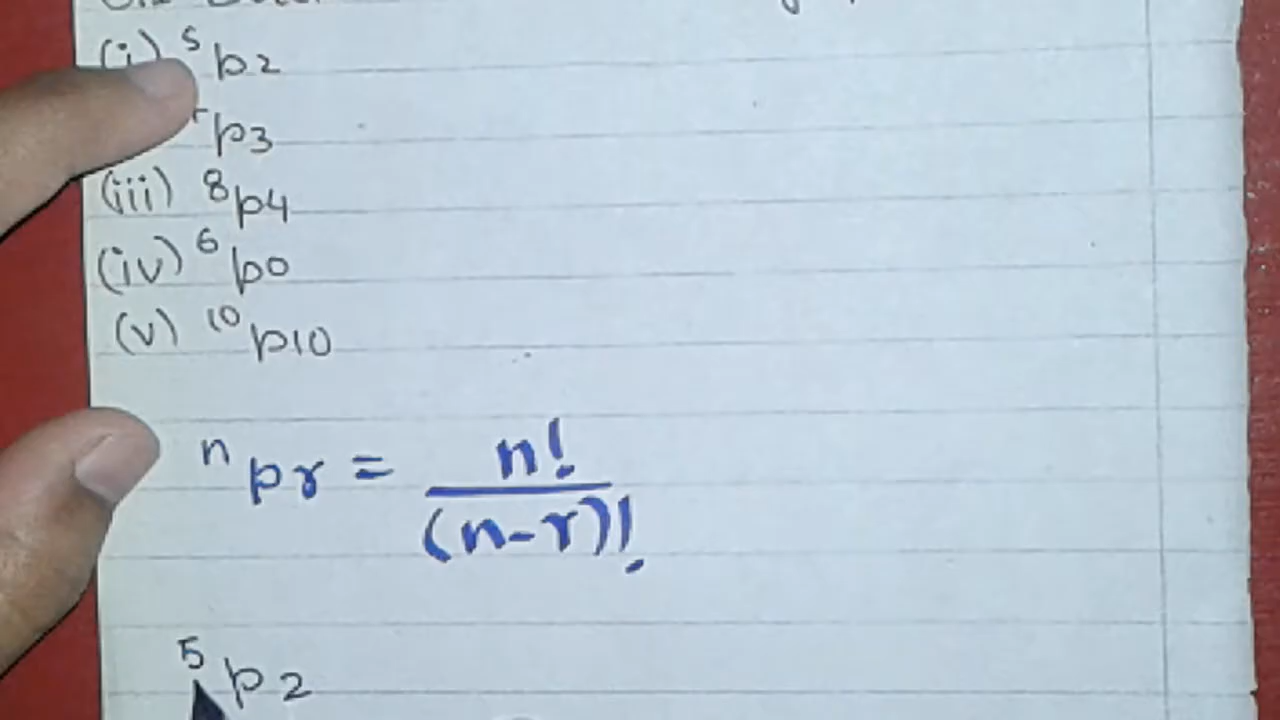 (i) ⁵p2
p3
(iii) ⁸p4
(iv) ⁶p0
(v) ¹⁰p10
ⁿpr = n!
(n-r)!
⁵p2